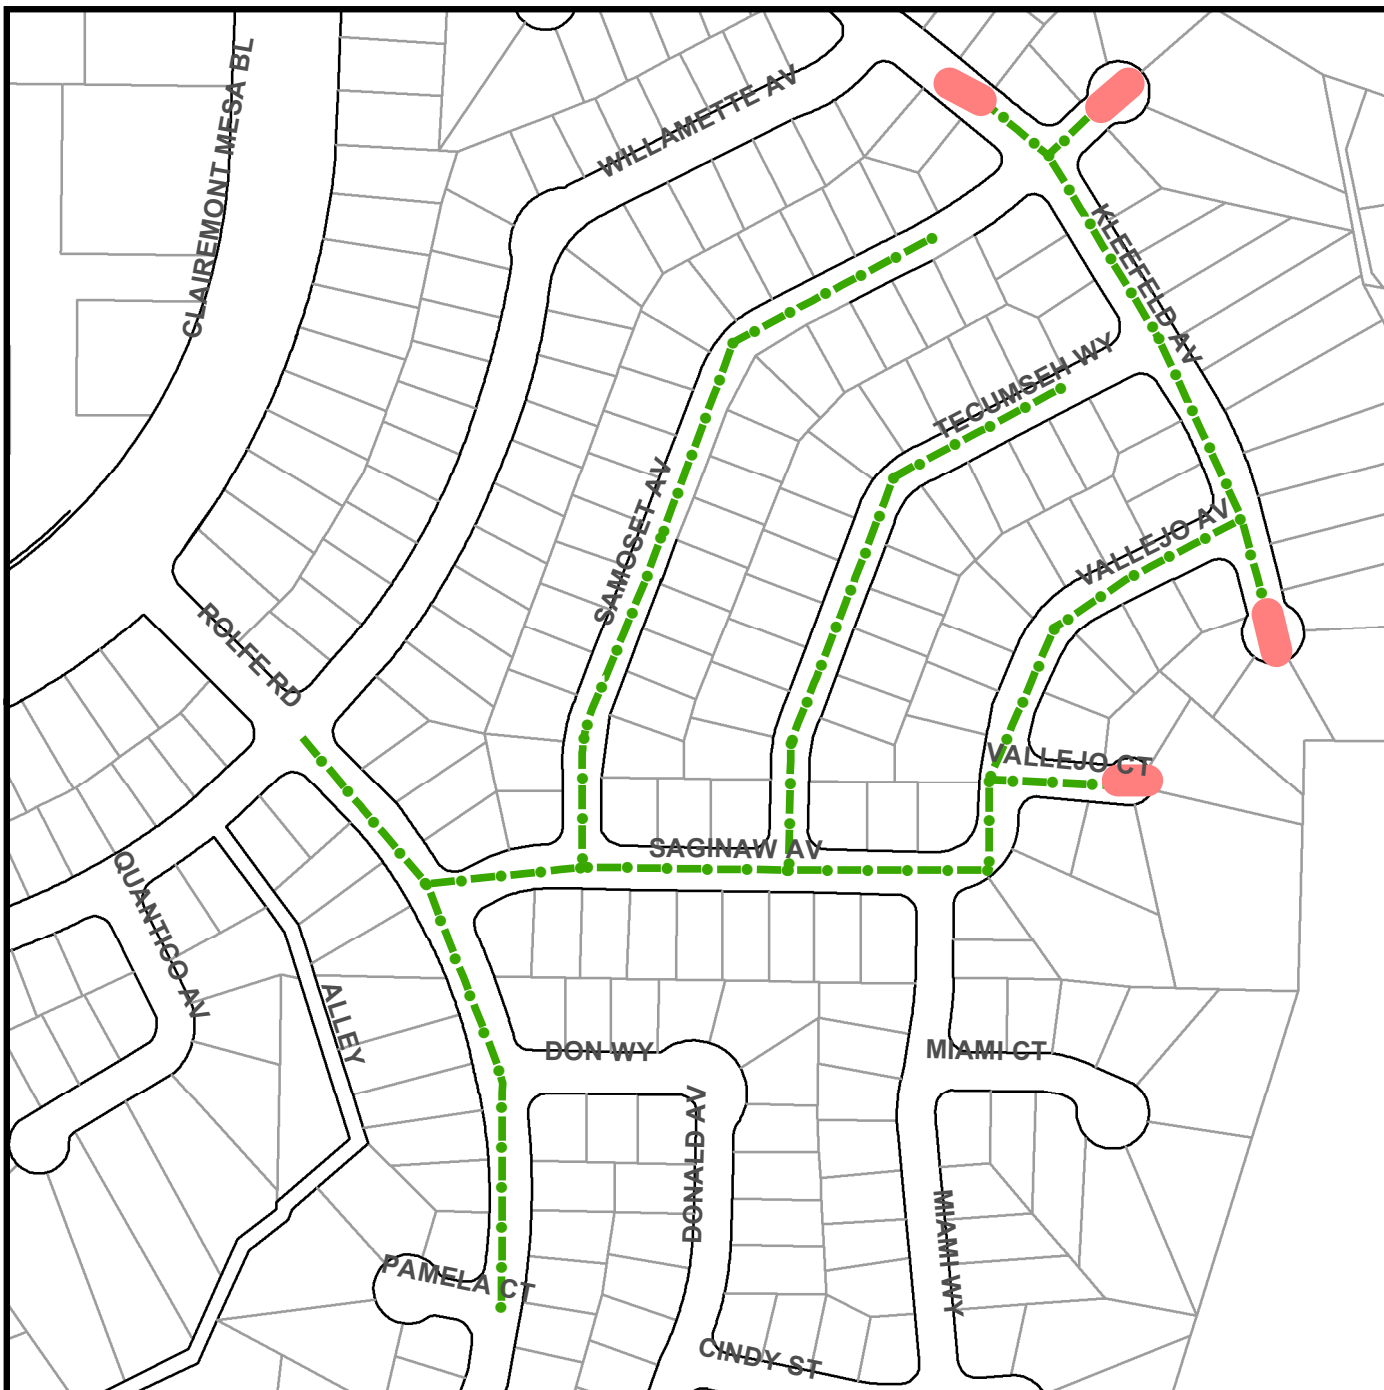 CLAIREMONT MESA BL
WILLAMETTE AV
KLEEFELD AV
TECUMSEH WY
SAMOSET AV
VALLEJO AV
ROLFE RD
VALLEJO CT
SAGINAW AV
QUANTICO AV
ALLEY
DON WY
MIAMI CT
DONALD AV
MIAMI WY
PAMELA CT
CINDY ST